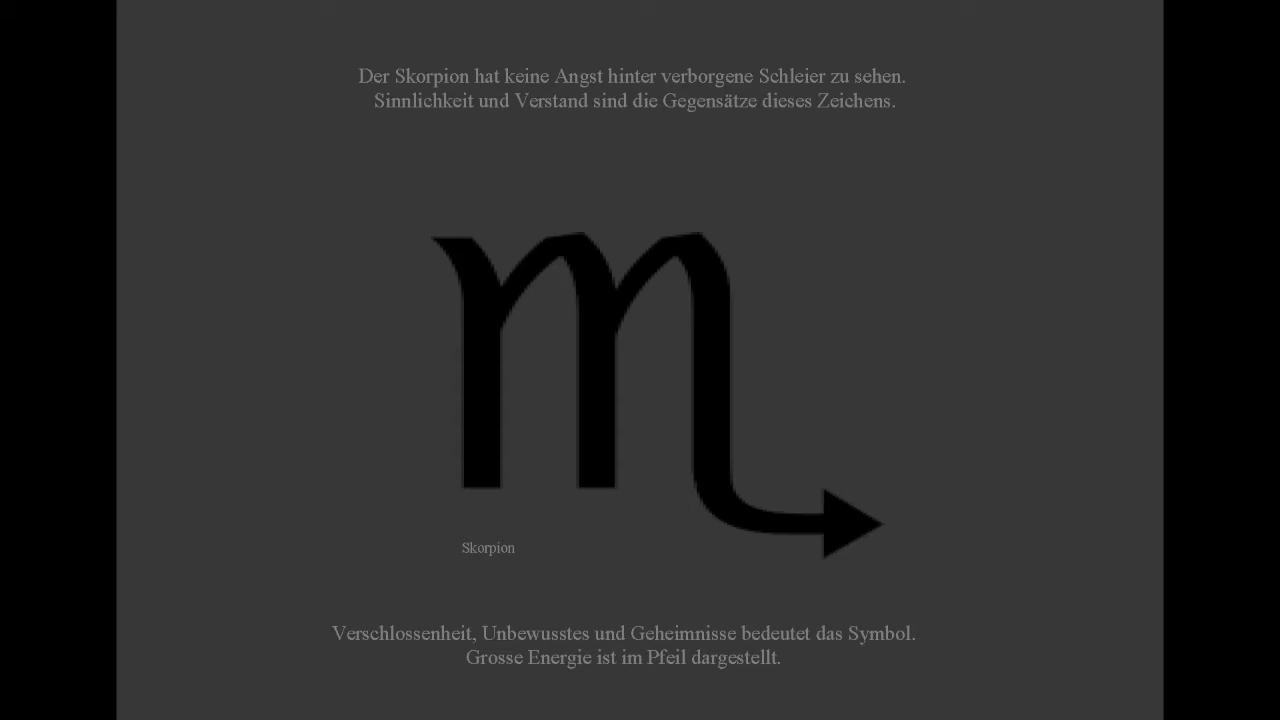 Der Skorpion hat keine Angst hinter verborgene Schleier zu sehen.
Sinnlichkeit und Verstand sind die Gegensätze dieses Zeichens.
Skorpion
Verschlossenheit, Unbewusstes und Geheimnisse bedeutet das Symbol.
Grosse Energie ist im Pfeil dargestellt.